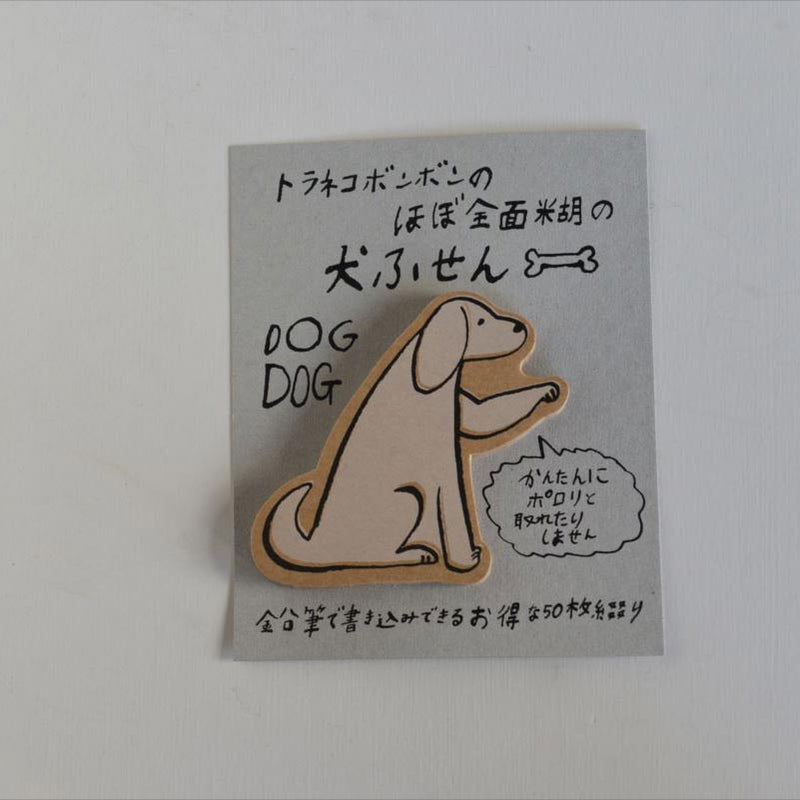 トラネコボンボンの
ほぼ全面米胡の
犬ふせん
DOG
DOG
かんたんに
ポロリと
取れたり
しません
鉛筆で書き込みできるお得な50枚綴り